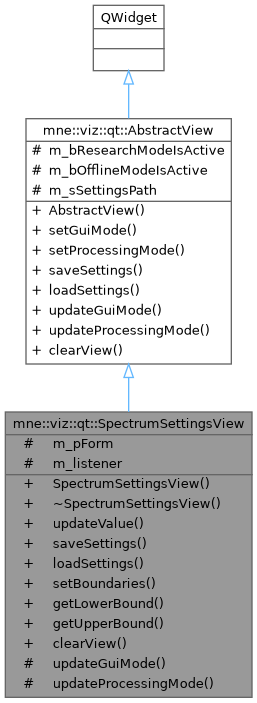 QWidget
mne::viz::qt::AbstractView
# m_bResearchModeIsActive
# m_bOfflineModeIsActive
# m_sSettingsPath
+ AbstractView()
+ setGuiMode()
+ setProcessingMode()
+ saveSettings()
+ loadSettings()
+ updateGuiMode()
+ updateProcessingMode()
+ clearView()
mne::viz::qt::SpectrumSettingsView
# m_pForm
# m_listener
+ SpectrumSettingsView()
+ ~SpectrumSettingsView()
+ updateValue()
+ saveSettings()
+ loadSettings()
+ setBoundaries()
+ getLowerBound()
+ getUpperBound()
+ clearView()
# updateGuiMode()
# updateProcessingMode()